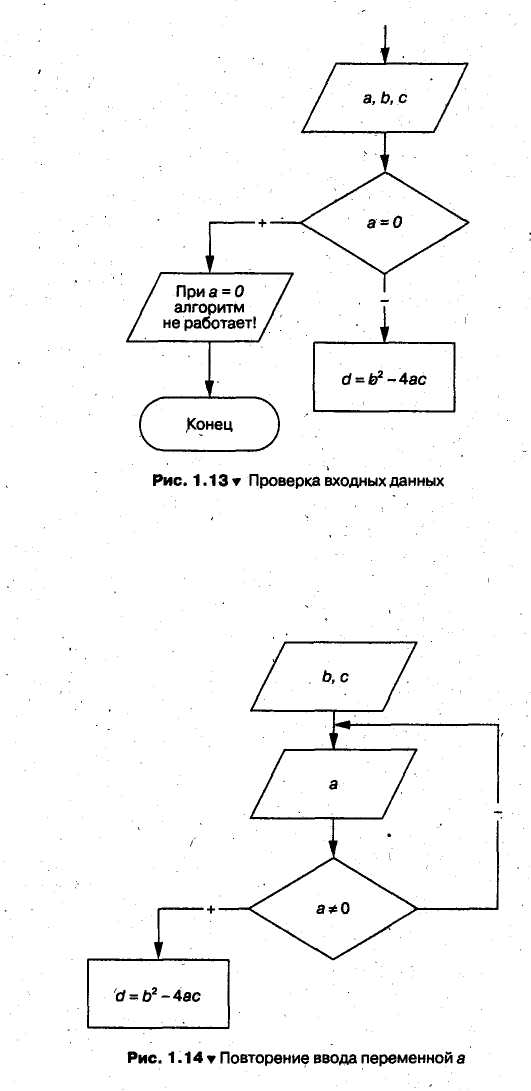 a, b, c
a = 0
+
–
При a = 0
алгоритм
не работает!
d = b² – 4ac
Конец
Рис. 1.13 ▼ Проверка входных данных
b, c
a
–
a ≠ 0
+
d = b² – 4ac
Рис. 1.14 ▼ Повторение ввода переменной a